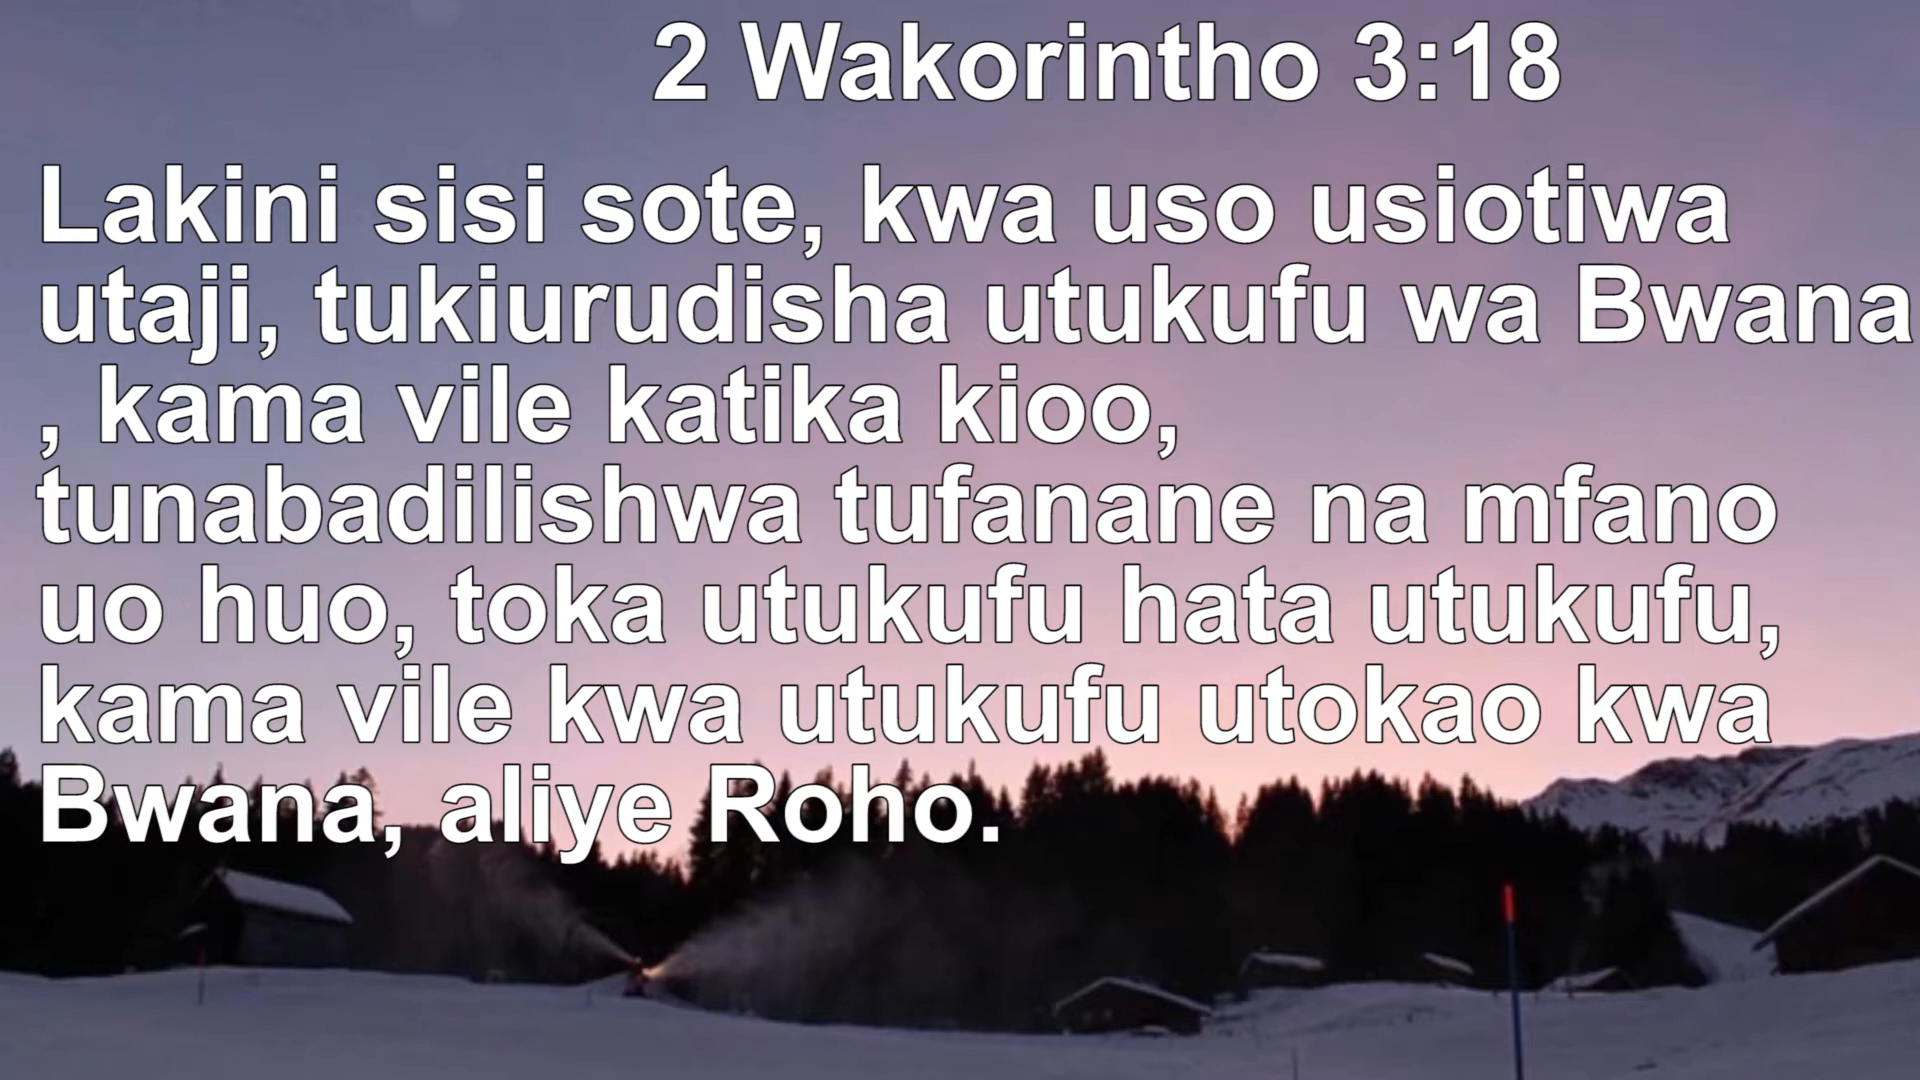 2 Wakorintho 3:18
Lakini sisi sote, kwa uso usiotiwa
utaji, tukiurudisha utukufu wa Bwana
, kama vile katika kioo,
tunabadilishwa tufanane na mfano
uo huo, toka utukufu hata utukufu,
kama vile kwa utukufu utokao kwa
Bwana, aliye Roho.